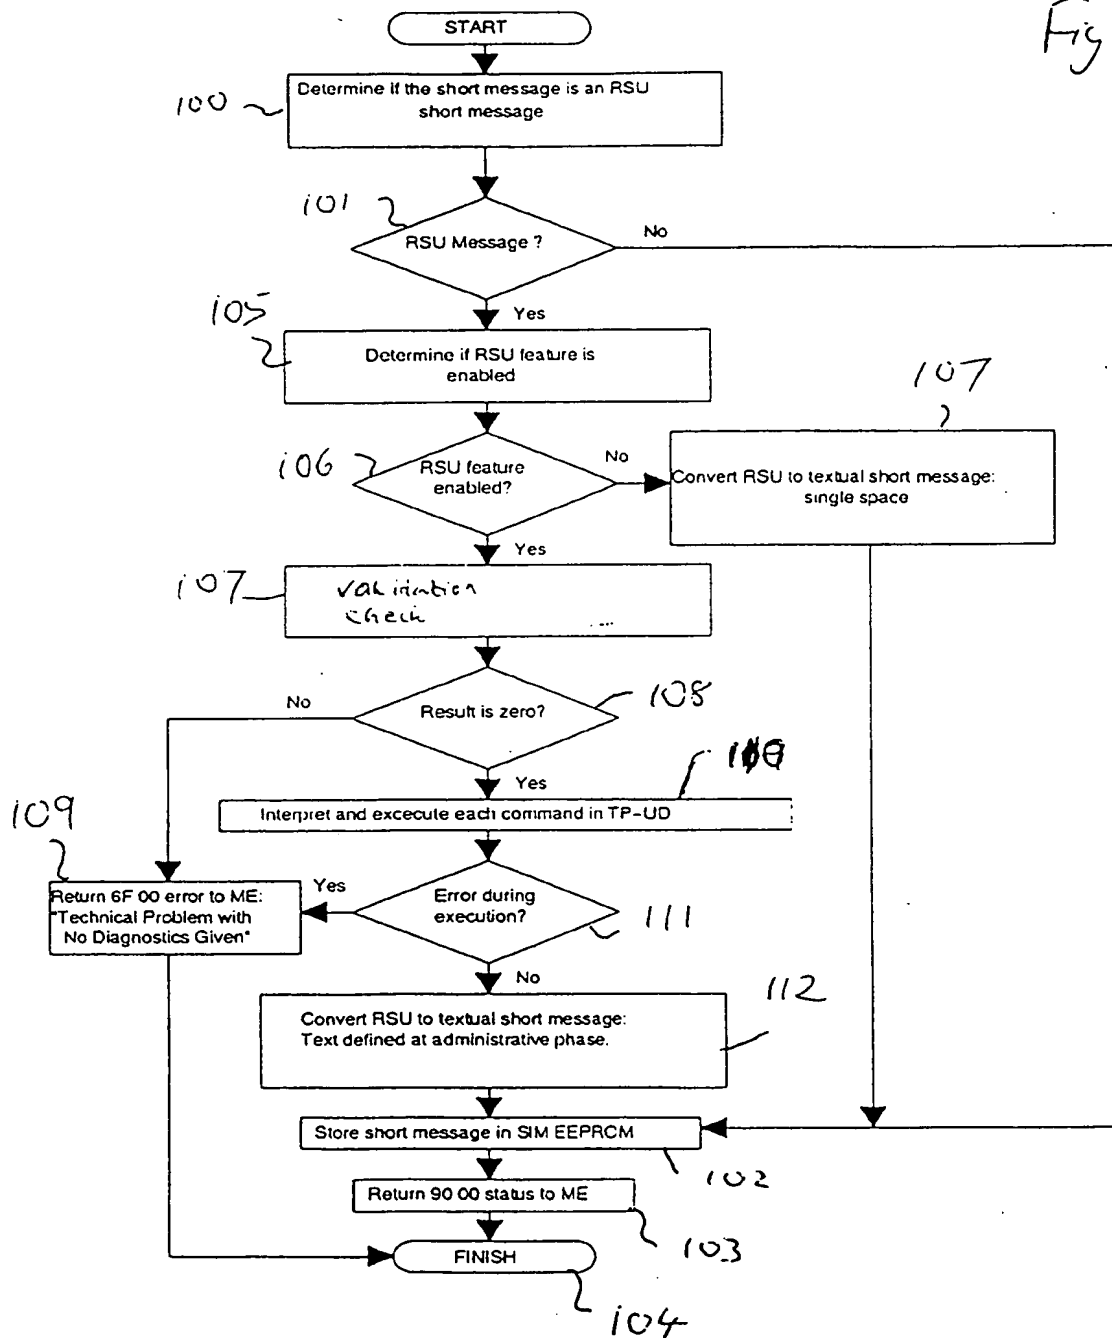 START
Fig
100
Determine if the short message is an RSU
short message
101
RSU Message ?
No
Yes
105
Determine if RSU feature is
enabled
107
106
RSU feature
enabled?
No
Convert RSU to textual short message:
single space
Yes
107
validation
check
...
No
Result is zero?
108
Yes
Interpret and excecute each command in TP-UD
109
Return 6F 00 error to ME:
"Technical Problem with
No Diagnostics Given"
Yes
Error during
execution?
111
No
Convert RSU to textual short message:
Text defined at administrative phase.
112
Store short message in SIM EEPRCM
102
Return 90 00 status to ME
103
FINISH
104